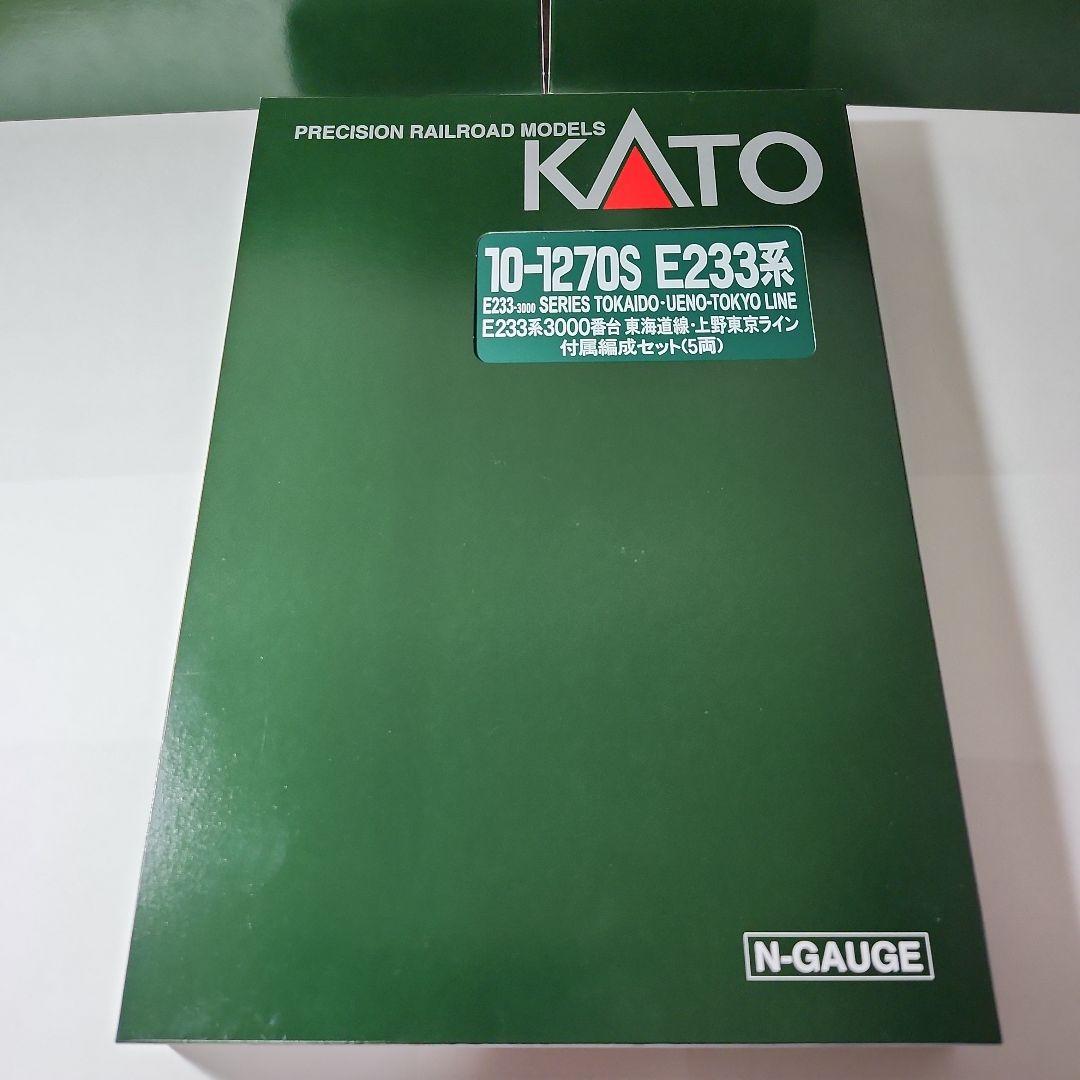 PRECISION RAILROAD MODELS
KATO
10-1270S E233系
E233-3000 SERIES TOKAIDO·UENO-TOKYO LINE
E233系3000番台 東海道線·上野東京ライン
付属編成セット(5両)
N-GAUGE